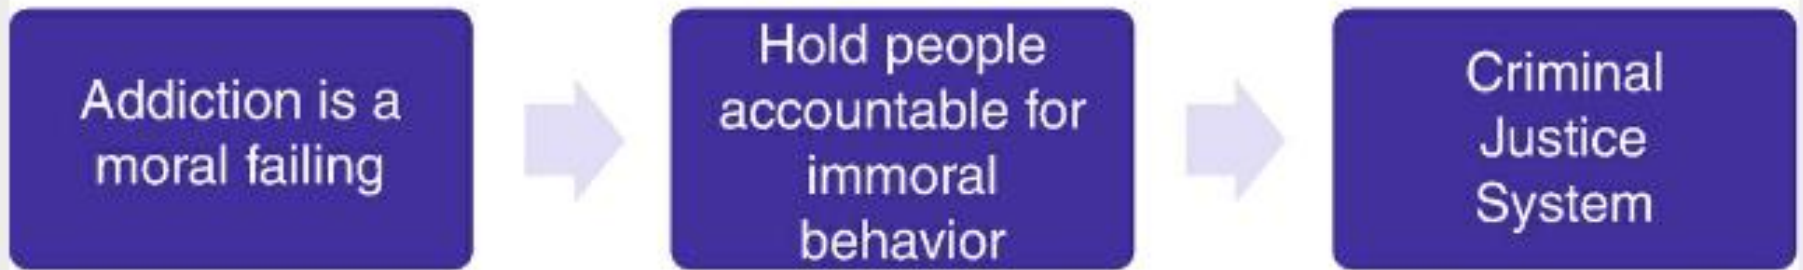 Addiction is a
moral failing
Hold people
accountable for
immoral
behavior
Criminal
Justice
System